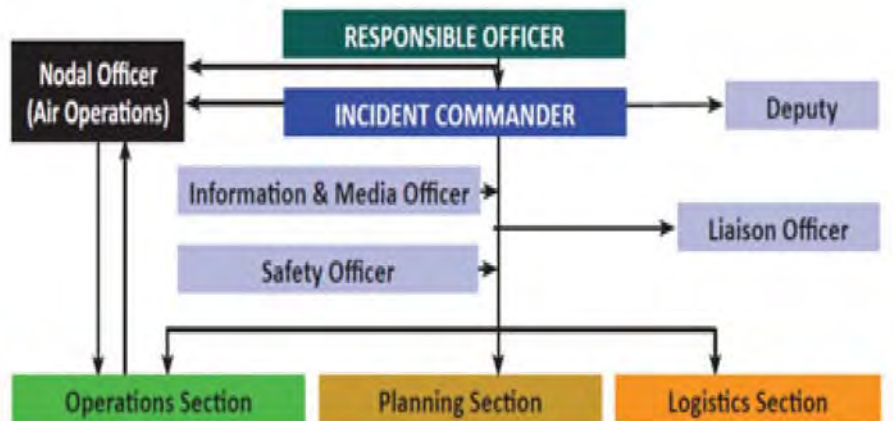 RESPONSIBLE OFFICER
Nodal Officer
(Air Operations)
INCIDENT COMMANDER
Deputy
Information & Media Officer
Liaison Officer
Safety Officer
Operations Section
Planning Section
Logistics Section